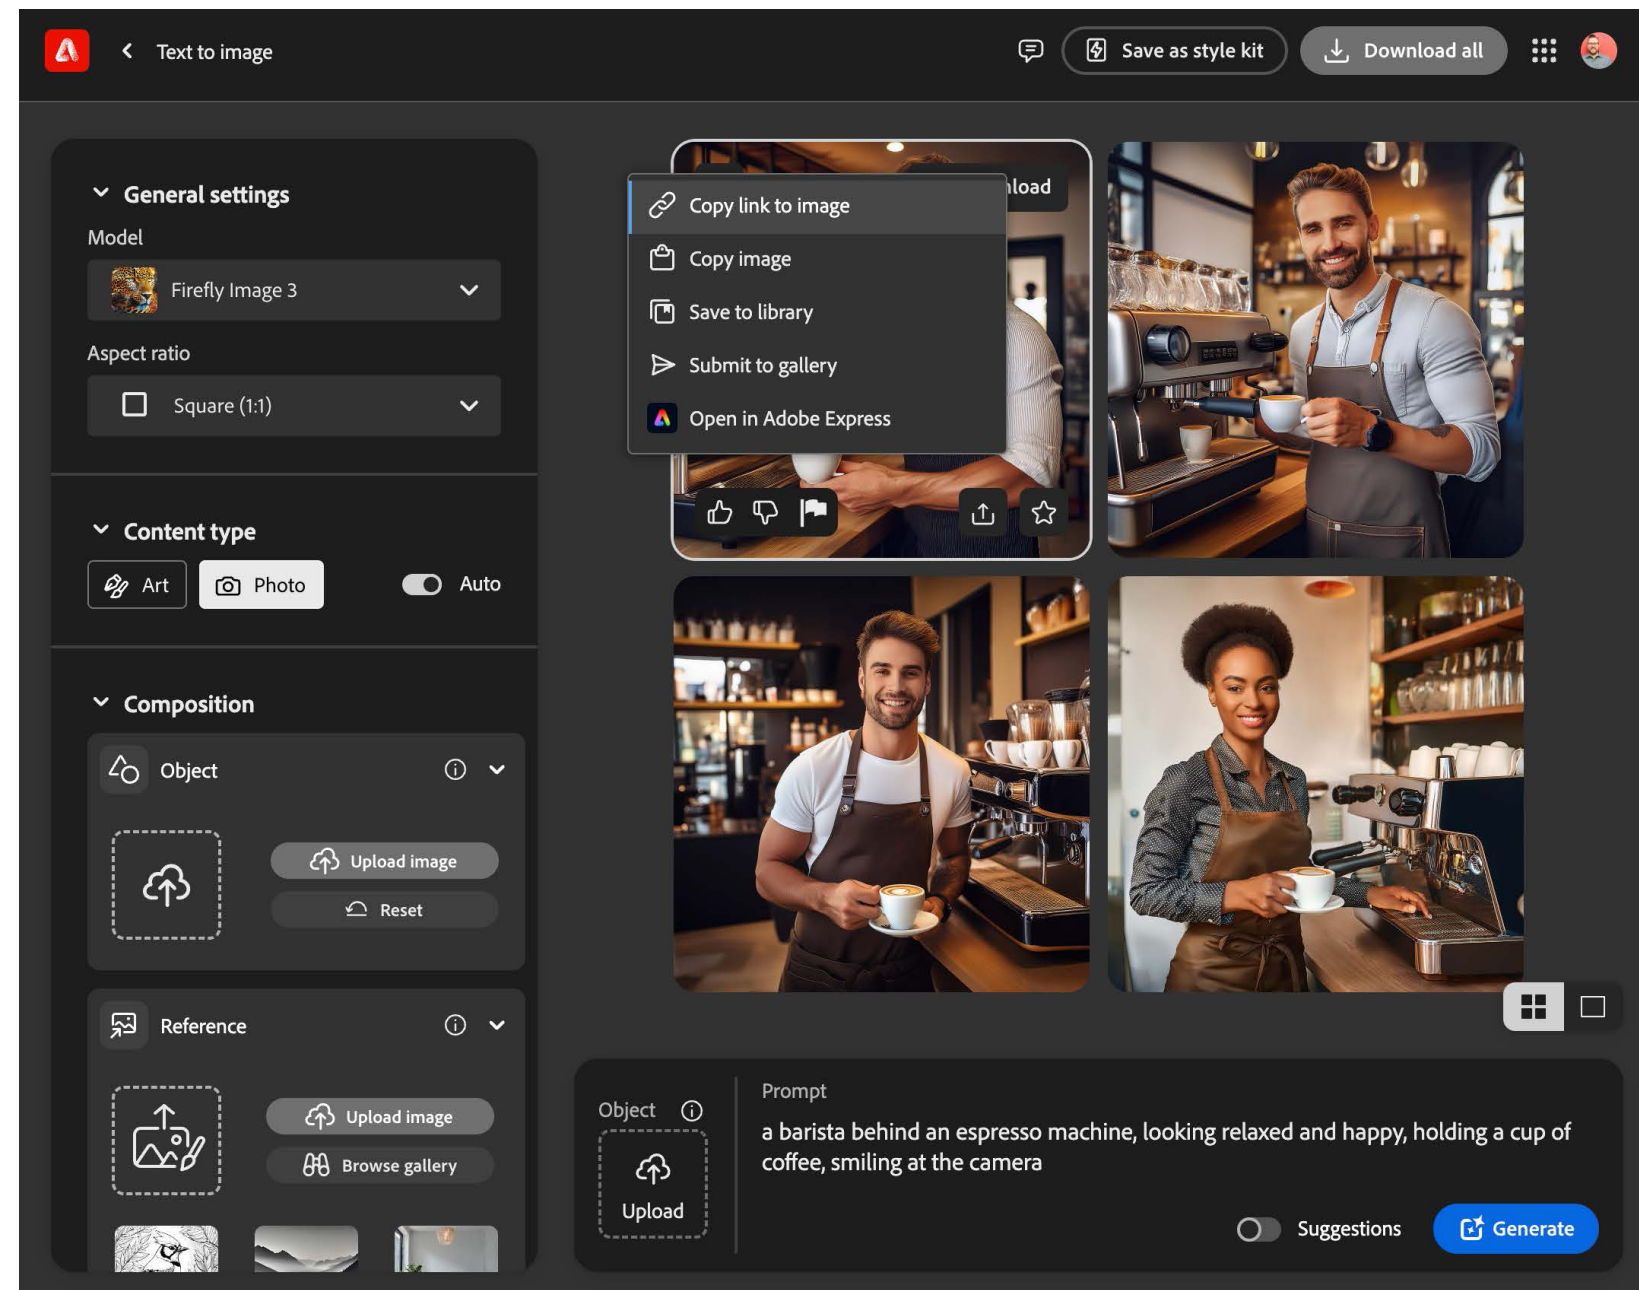 Text to image
Save as style kit
Download all
General settings
Model
Firefly Image 3
Aspect ratio
Square (1:1)
Content type
Art
Photo
Auto
Composition
Object
Upload image
Reset
Reference
Upload image
Browse gallery
nload
Copy link to image
Copy image
Save to library
Submit to gallery
Open in Adobe Express
Object
Upload
Prompt
a barista behind an espresso machine, looking relaxed and happy, holding a cup of
coffee, smiling at the camera
Suggestions
Generate